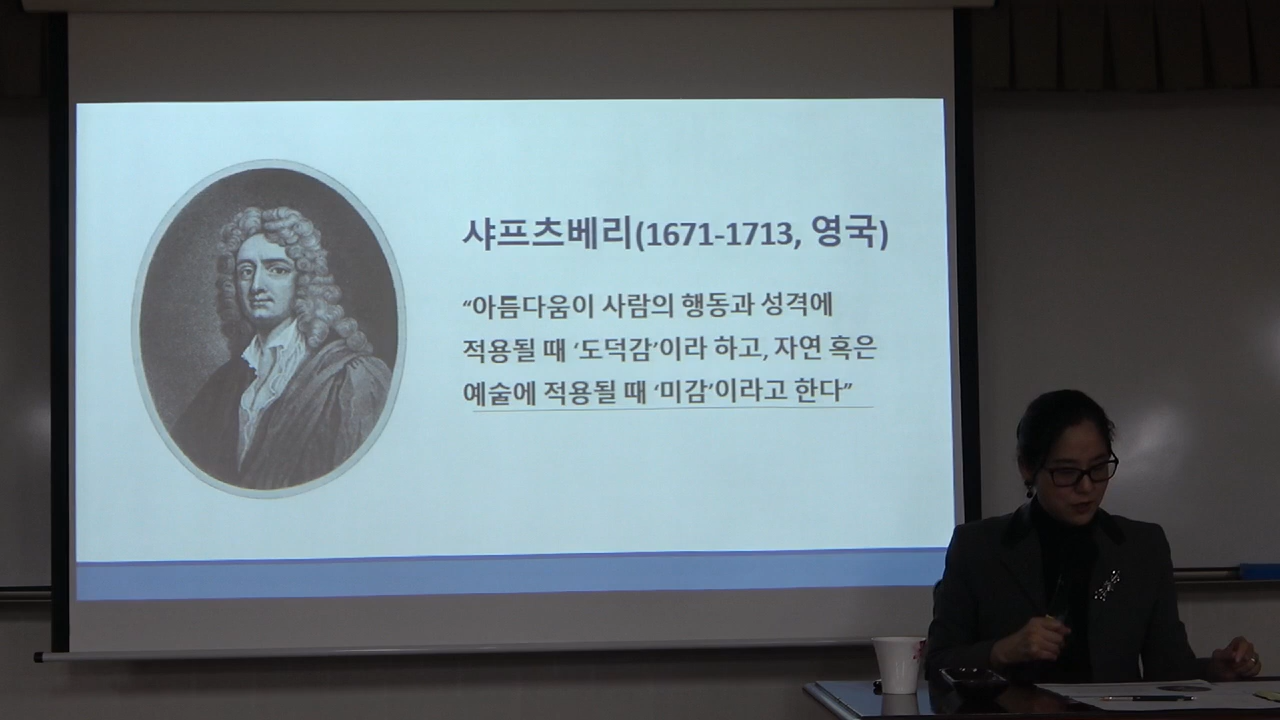 샤프츠베리(1671-1713, 영국)
“아름다움이 사람의 행동과 성격에
적용될 때 ‘도덕감’이라 하고, 자연 혹은
예술에 적용될 때 ‘미감’이라고 한다”